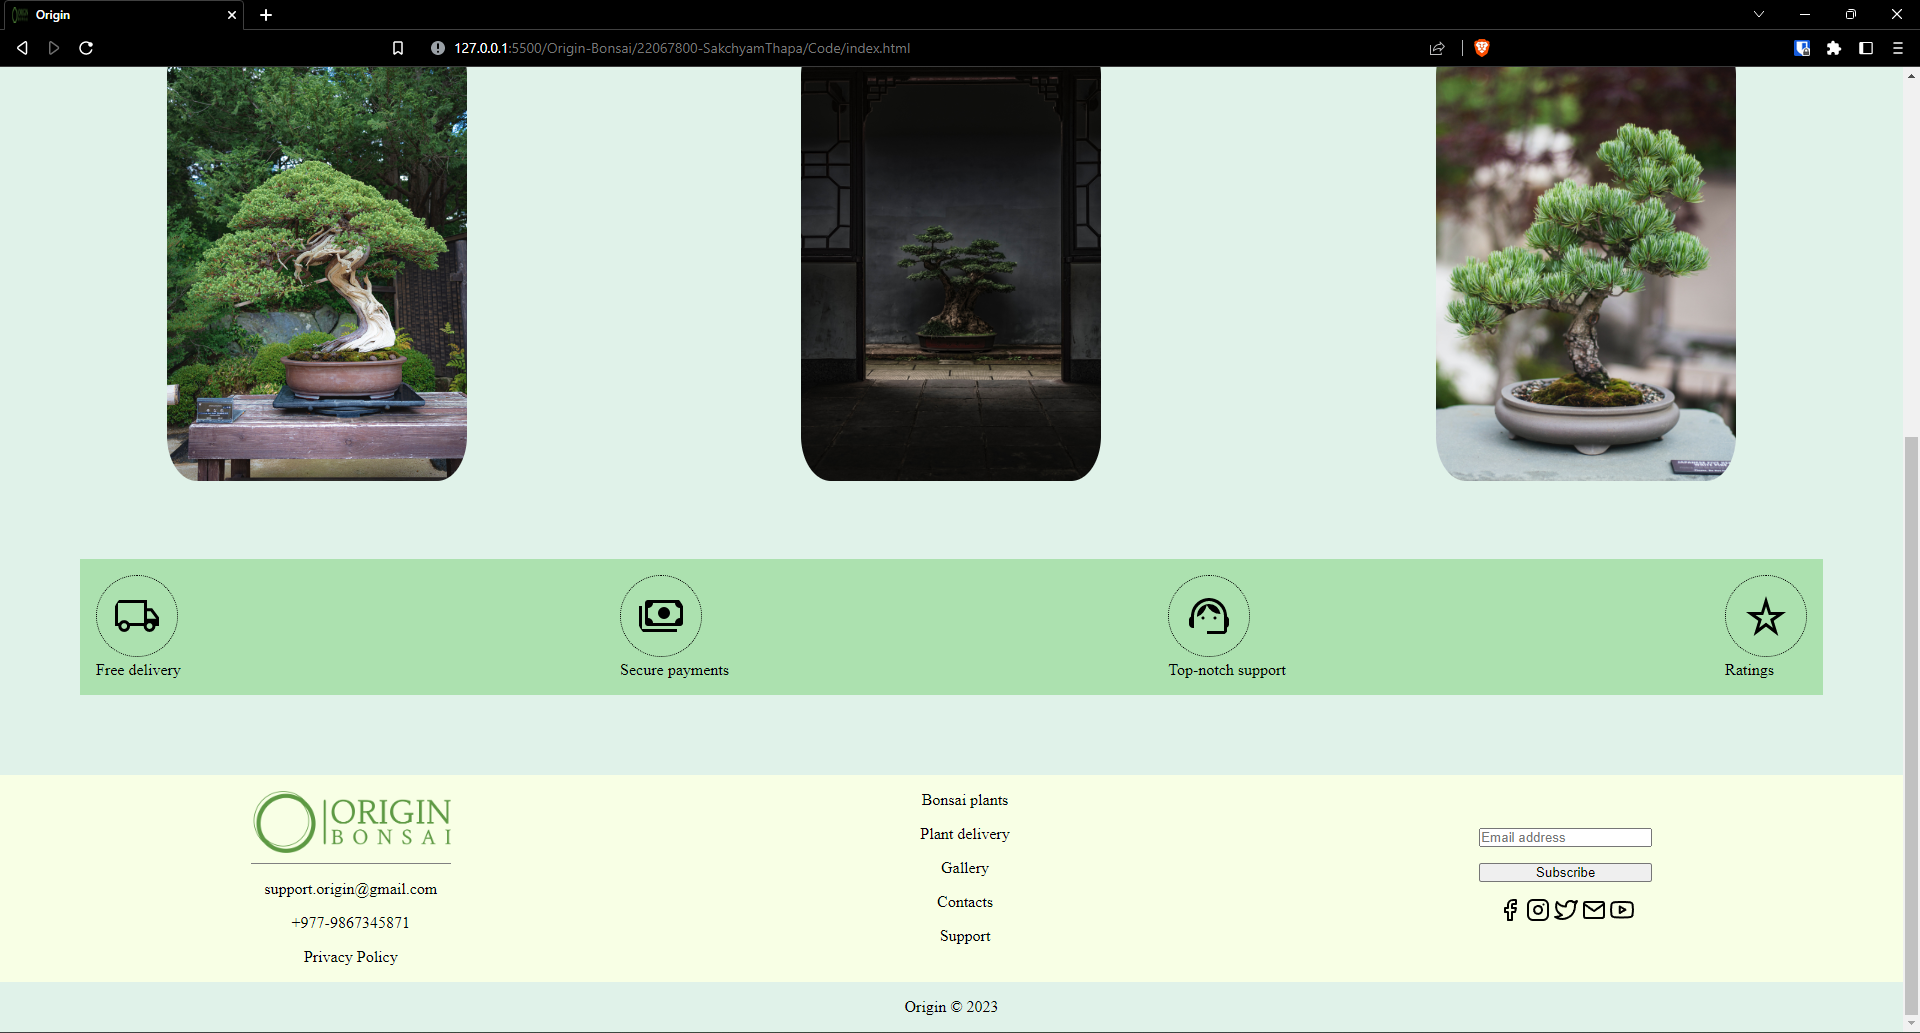 Origin
127.0.0.1:5500/Origin-Bonsai/22067800-SakchyamThapa/Code/index.html
Free delivery
Secure payments
Top-notch support
Ratings
ORIGIN
BONSAI
support.origin@gmail.com
+977-9867345871
Privacy Policy
Bonsai plants
Plant delivery
Gallery
Contacts
Support
Email address
Subscribe
Origin © 2023